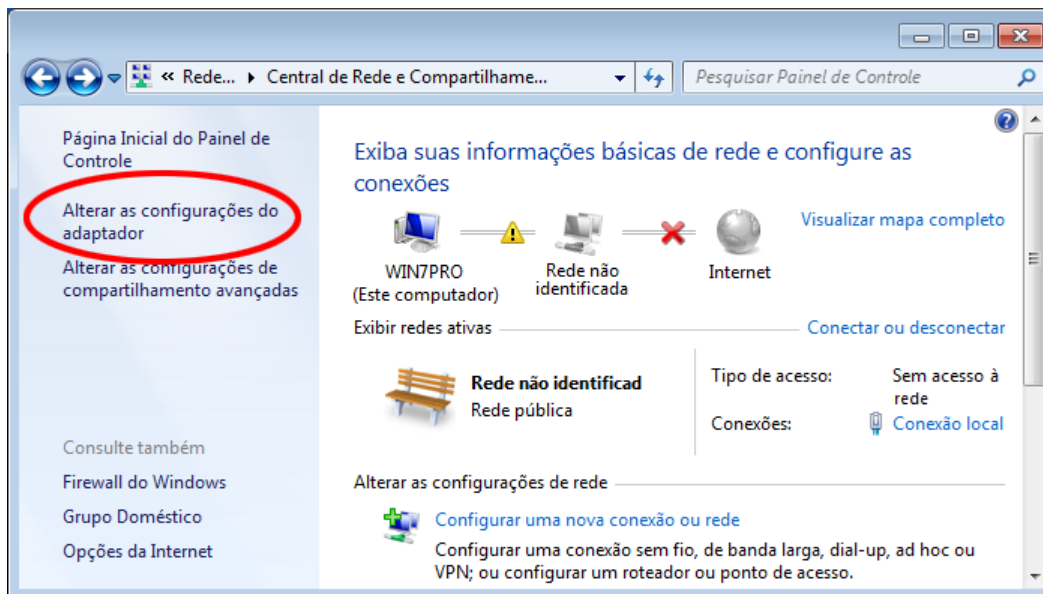 « Rede... ▸ Central de Rede e Compartilhame...
Pesquisar Painel de Controle
Página Inicial do Painel de
Controle
Alterar as configurações do
adaptador
Alterar as configurações de
compartilhamento avançadas
Consulte também
Firewall do Windows
Grupo Doméstico
Opções da Internet
Exiba suas informações básicas de rede e configure as
conexões
Visualizar mapa completo
WIN7PRO
(Este computador)
Rede não
identificada
Internet
Exibir redes ativas
Conectar ou desconectar
Rede não identificad
Rede pública
Tipo de acesso:
Sem acesso à
rede
Conexões:
Conexão local
Alterar as configurações de rede
Configurar uma nova conexão ou rede
Configurar uma conexão sem fio, de banda larga, dial-up, ad hoc ou
VPN; ou configurar um roteador ou ponto de acesso.